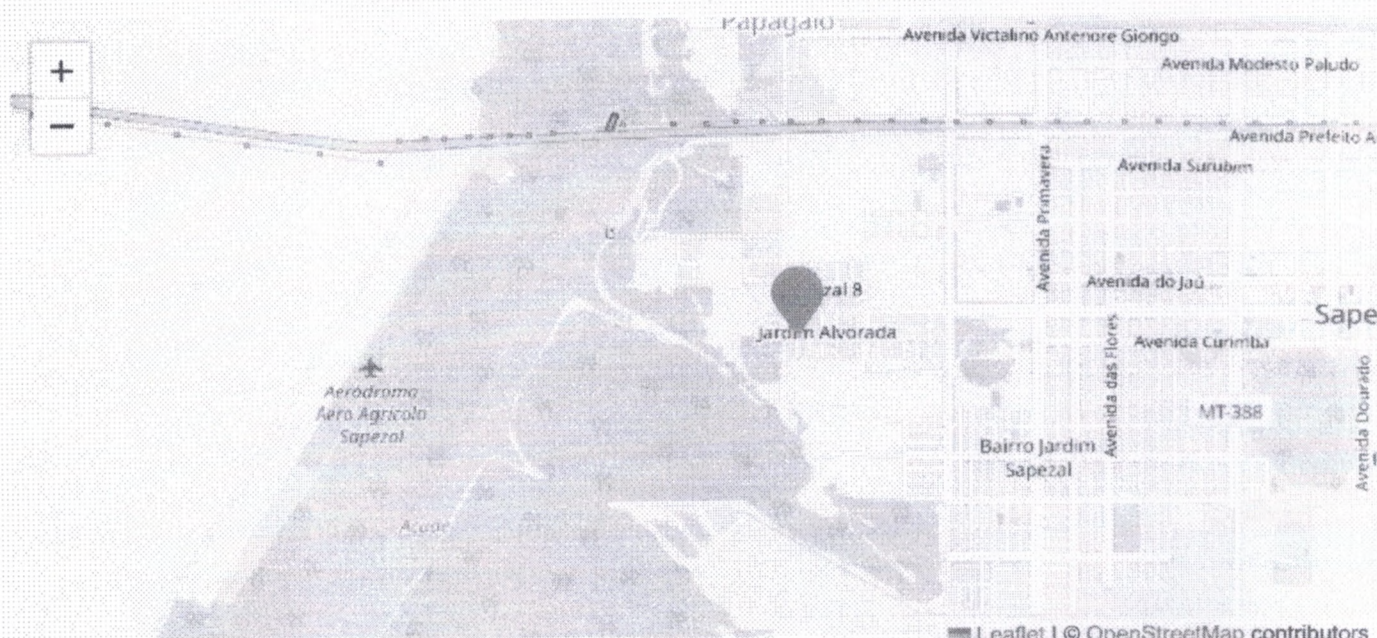 Papagaio
Avenida Victalino Antenore Giongo
+
Avenida Modesto Paludo
−
Avenida Prefeito A
Avenida Surubim
Avenida Primavera
zal 8
Avenida do Jaú
Jardim Alvorada
Sape
Avenida Curimba
Avenida das Flores
Avenida Dourado
Aeródromo
Aero Agrícola
Sapezal
MT-388
Bairro Jardim
Sapezal
Açude
Leaflet | © OpenStreetMap contributors